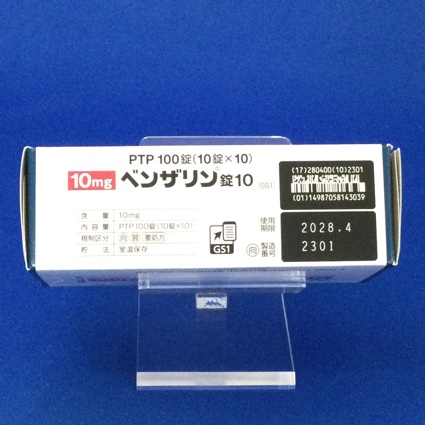 PTP 100錠(10錠×10)
10mg ベンザリン®錠10 (GS1)
(17)280400(10)2301
(01)14987058143039
含 量 10mg
内 容 量 PTP100錠(10錠×10)
規制区分 向 習 要処方
貯 法 室温保存
GS1
使用
期限
2028.4
向 製造
番号
2301